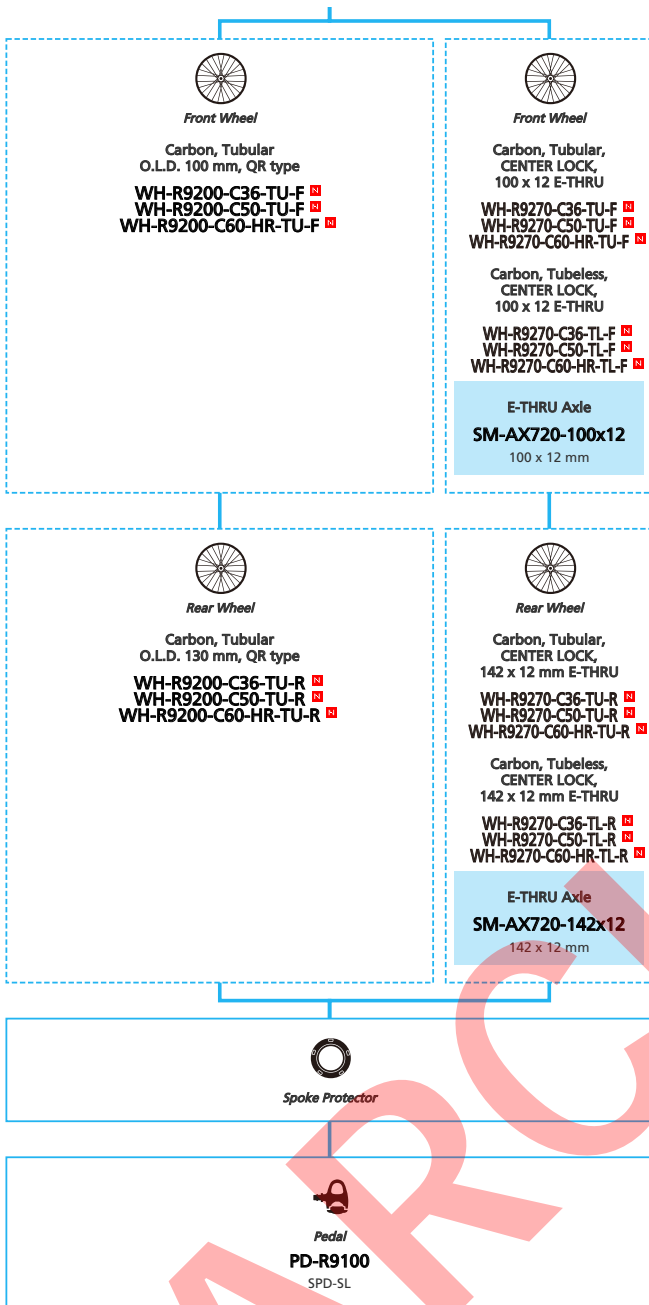 Front Wheel
Carbon, Tubular
O.L.D. 100 mm, QR type
WH-R9200-C36-TU-F N
WH-R9200-C50-TU-F N
WH-R9200-C60-HR-TU-F N
Front Wheel
Carbon, Tubular,
CENTER LOCK,
100 x 12 E-THRU
WH-R9270-C36-TU-F N
WH-R9270-C50-TU-F N
WH-R9270-C60-HR-TU-F N
Carbon, Tubeless,
CENTER LOCK,
100 x 12 E-THRU
WH-R9270-C36-TL-F N
WH-R9270-C50-TL-F N
WH-R9270-C60-HR-TL-F N
E-THRU Axle
SM-AX720-100x12
100 x 12 mm
Rear Wheel
Carbon, Tubular
O.L.D. 130 mm, QR type
WH-R9200-C36-TU-R N
WH-R9200-C50-TU-R N
WH-R9200-C60-HR-TU-R N
Rear Wheel
Carbon, Tubular,
CENTER LOCK,
142 x 12 mm E-THRU
WH-R9270-C36-TU-R N
WH-R9270-C50-TU-R N
WH-R9270-C60-HR-TU-R N
Carbon, Tubeless,
CENTER LOCK,
142 x 12 mm E-THRU
WH-R9270-C36-TL-R N
WH-R9270-C50-TL-R N
WH-R9270-C60-HR-TL-R N
E-THRU Axle
SM-AX720-142x12
142 x 12 mm
Spoke Protector
Pedal
PD-R9100
SPD-SL